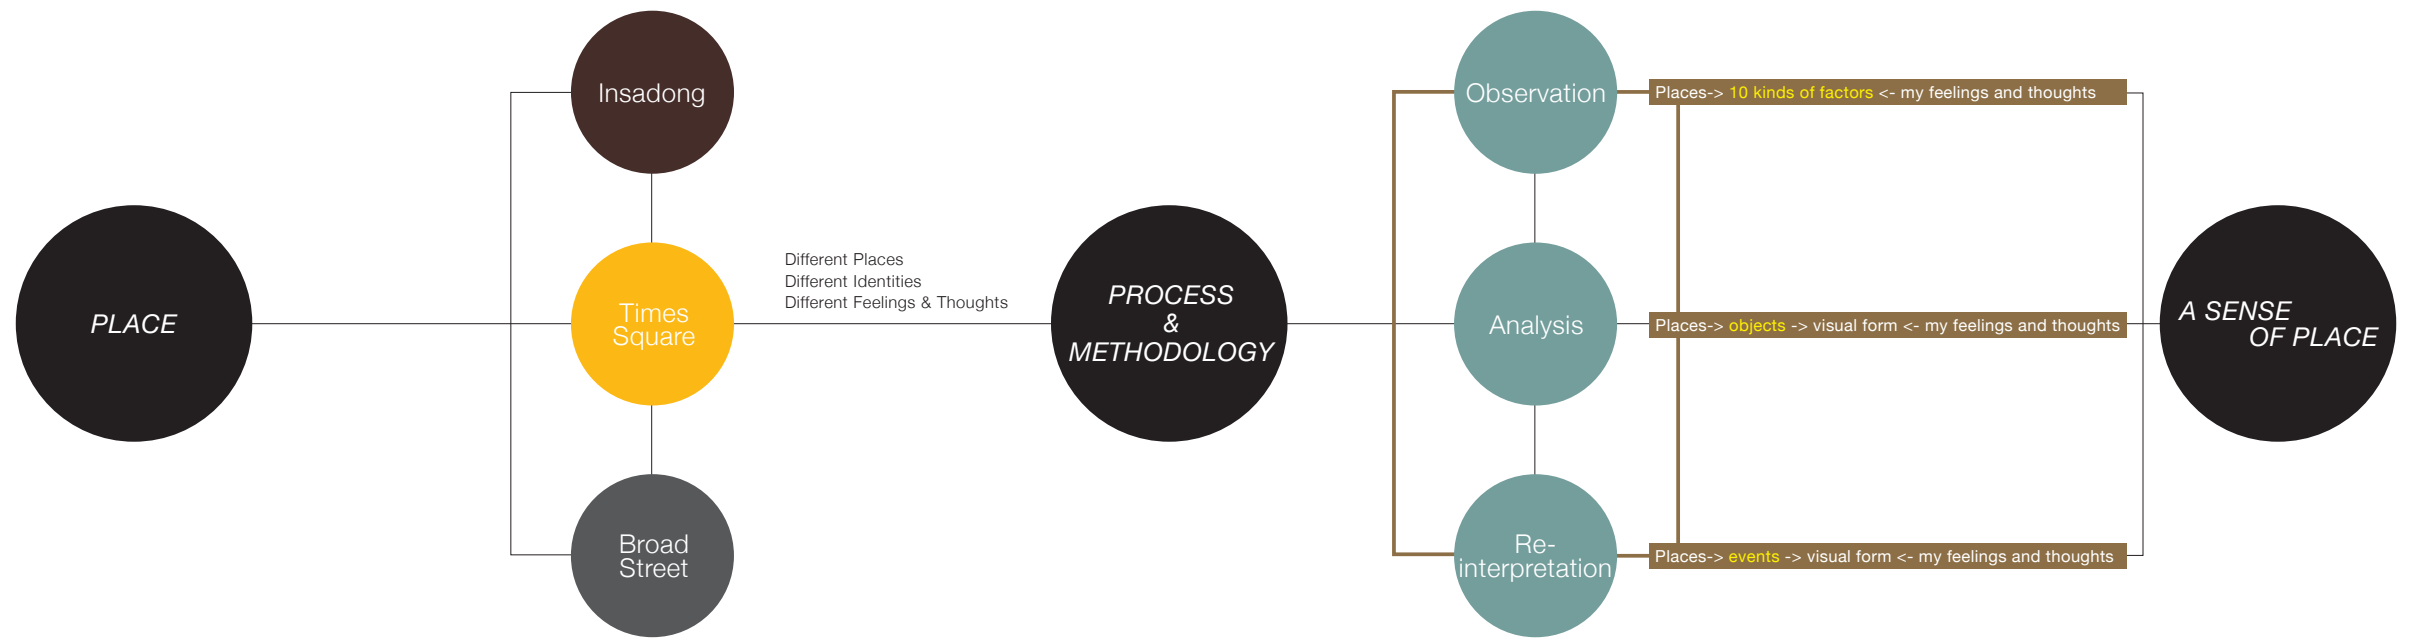 PLACE
Insadong
Times
Square
Broad
Street
Different Places
Different Identities
Different Feelings & Thoughts
PROCESS
&
METHODOLOGY
Observation
Analysis
Re-
interpretation
Places-> 10 kinds of factors <- my feelings and thoughts
Places-> objects -> visual form <- my feelings and thoughts
Places-> events -> visual form <- my feelings and thoughts
A SENSE
OF PLACE